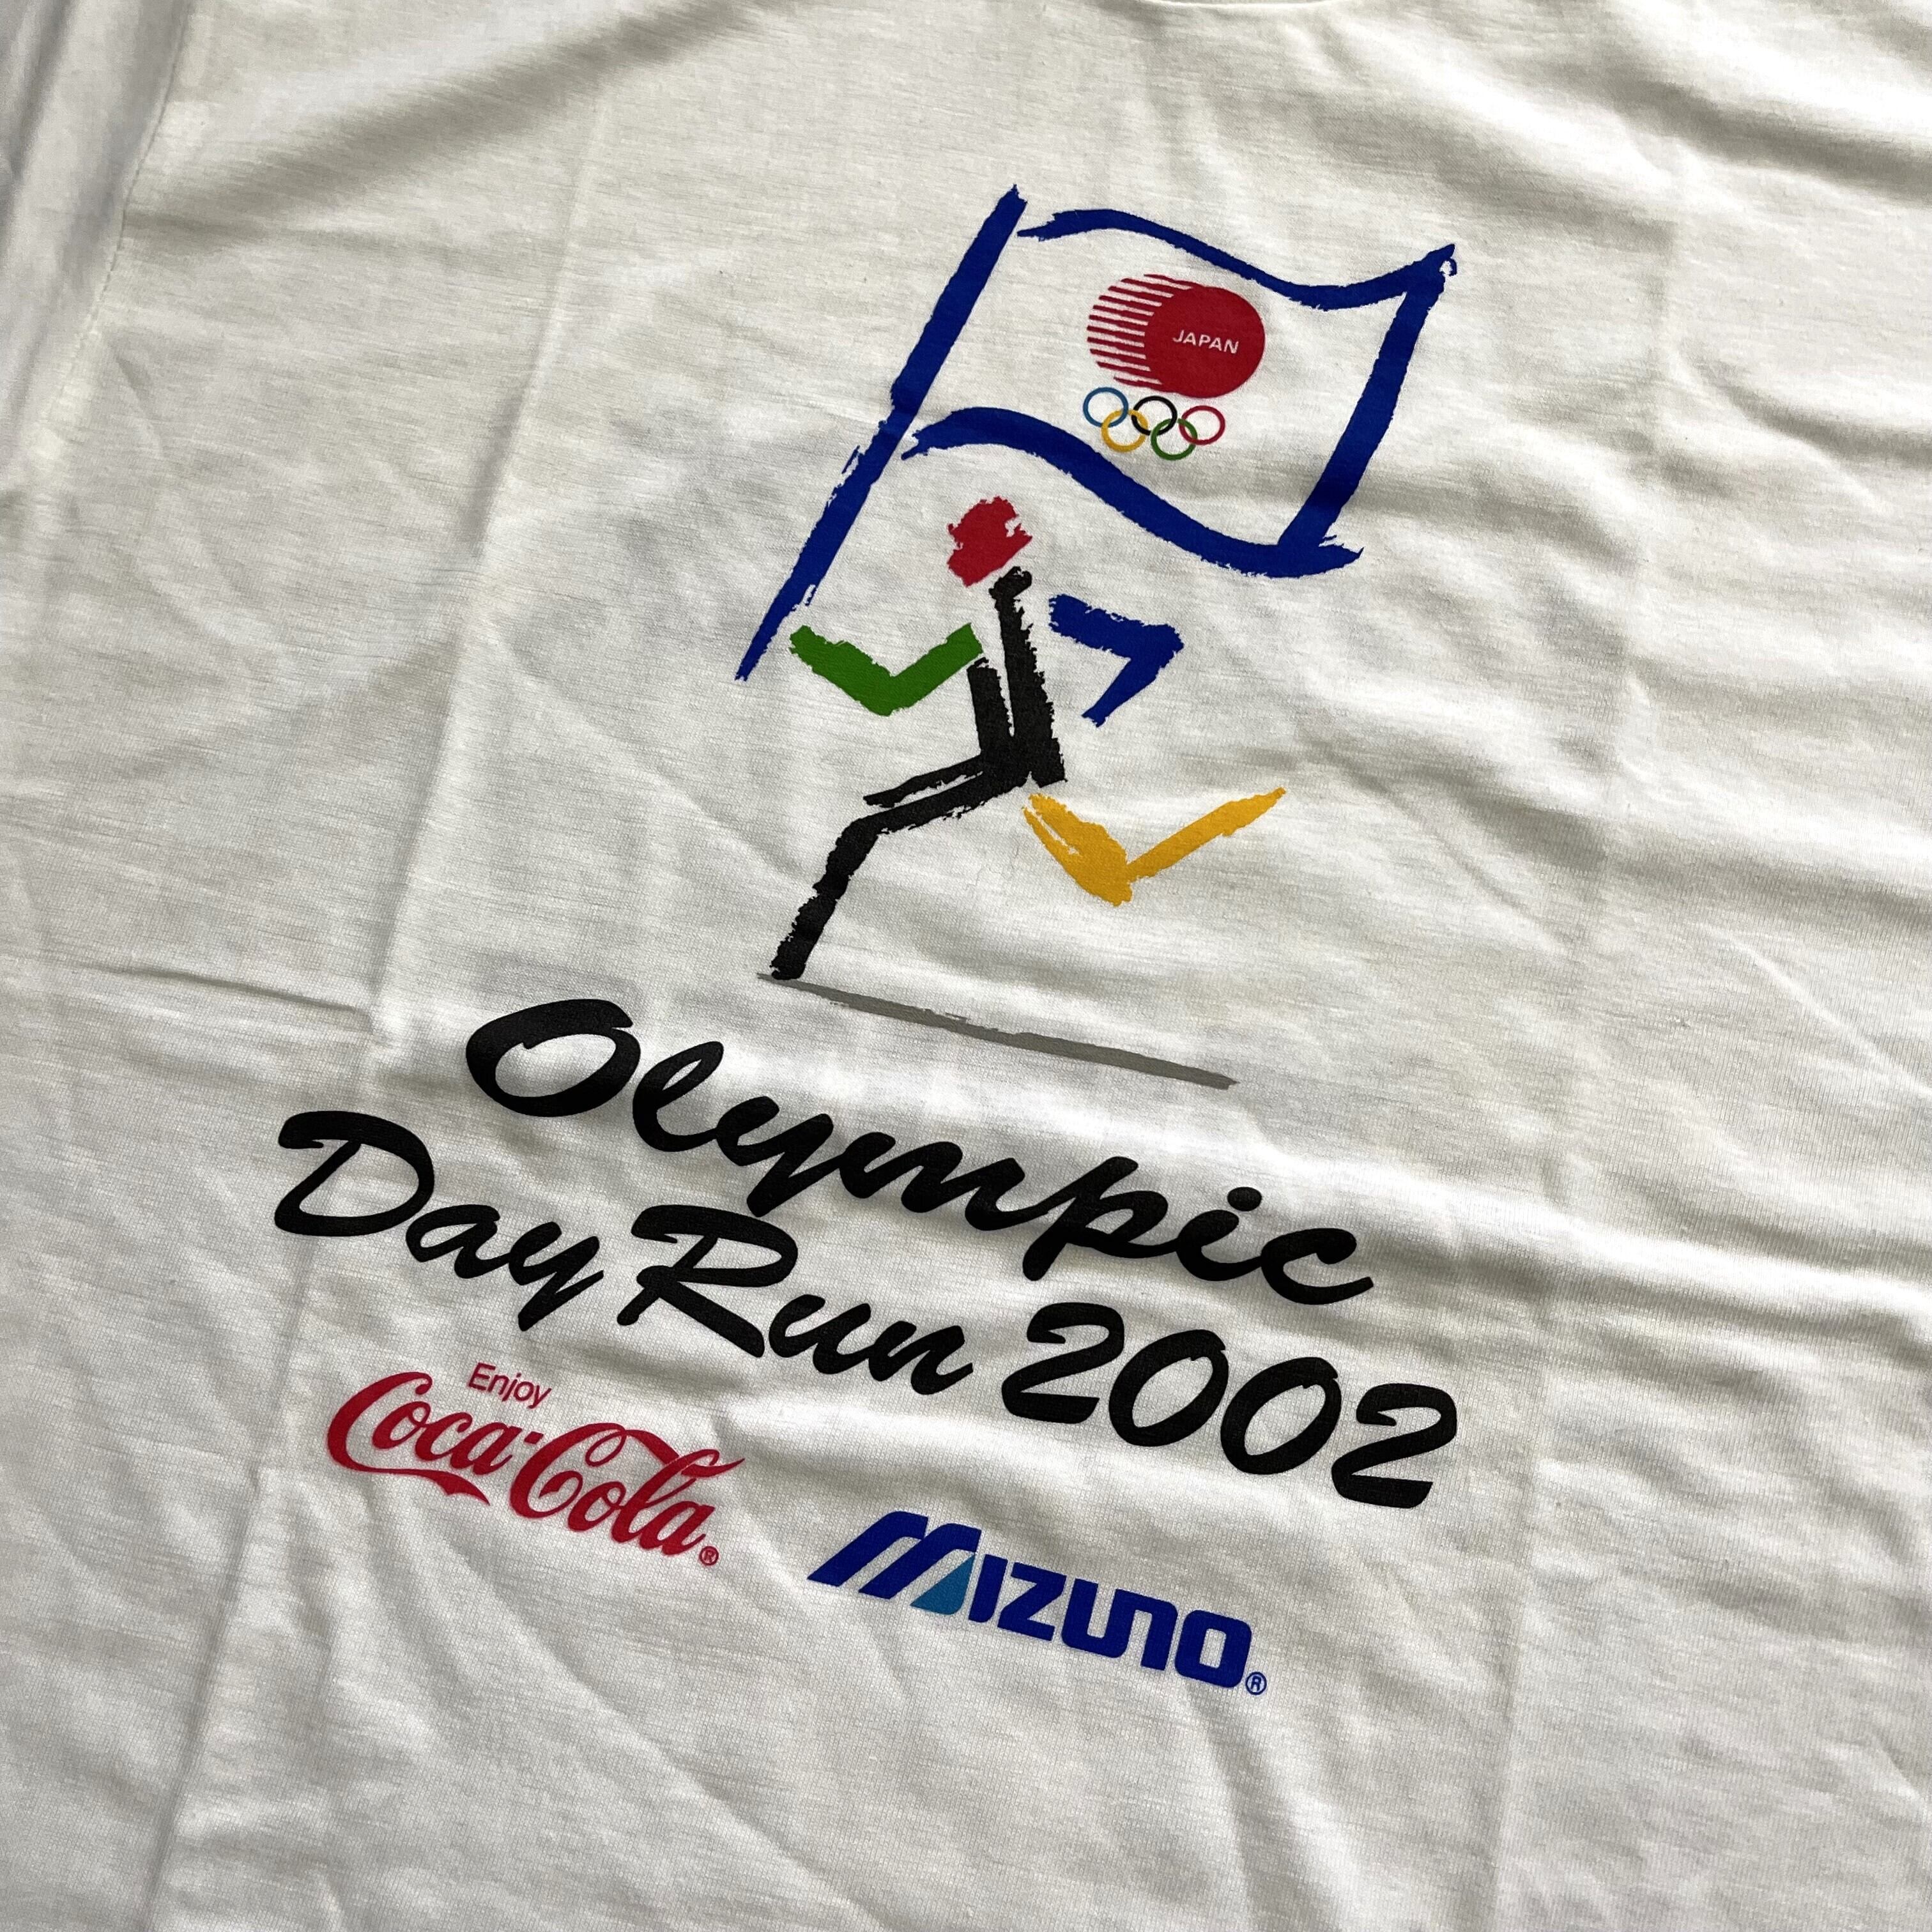 JAPAN
Olympic
Day Run 2002
Enjoy
Coca-Cola®
MIZUNO®